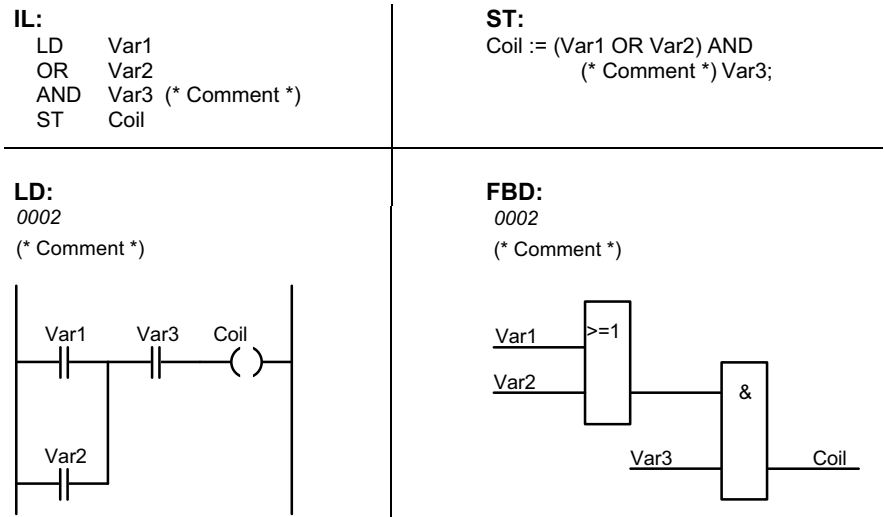 IL:
LD Var1
OR Var2
AND Var3 (* Comment *)
ST Coil
ST:
Coil := (Var1 OR Var2) AND
(* Comment *) Var3;
LD:
0002
(* Comment *)
Var1 Var3 Coil
Var2
FBD:
0002
(* Comment *)
Var1 >=1
Var2
&
Var3 Coil